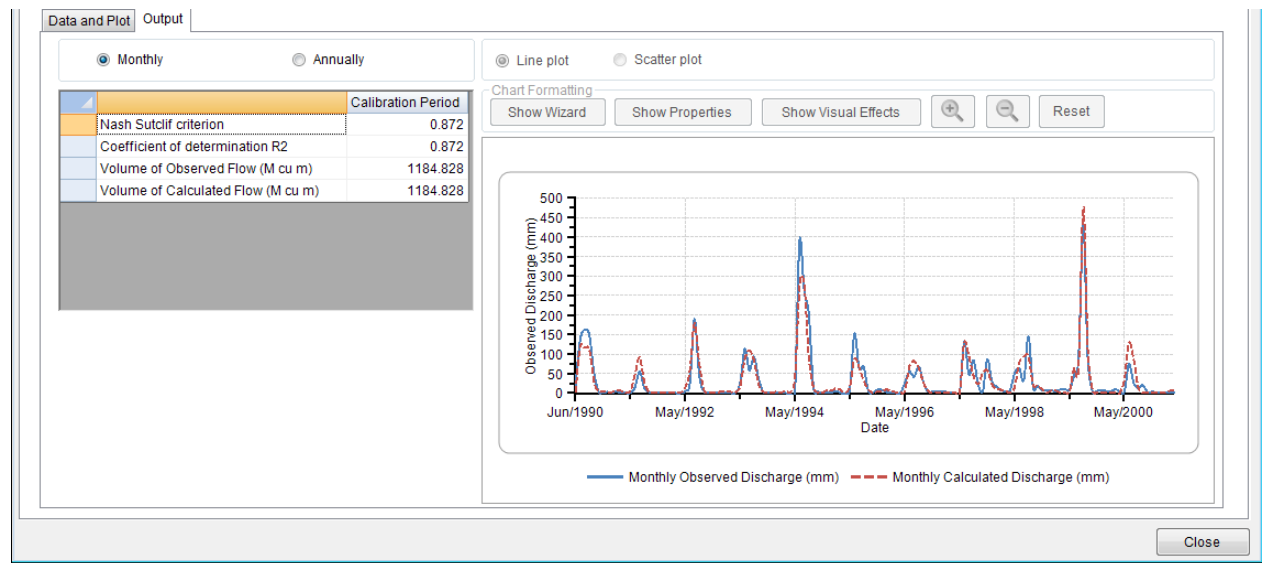 Data and Plot Output
Monthly Annually
Line plot Scatter plot
Calibration Period
Nash Sutclif criterion 0.872
Coefficient of determination R2 0.872
Volume of Observed Flow (M cu m) 1184.828
Volume of Calculated Flow (M cu m) 1184.828
Chart Formatting
Show Wizard Show Properties Show Visual Effects Reset
Observed Discharge (mm)
500
450
400
350
300
250
200
150
100
50
0
Jun/1990 May/1992 May/1994 May/1996 May/1998 May/2000
Date
Monthly Observed Discharge (mm) Monthly Calculated Discharge (mm)
Close